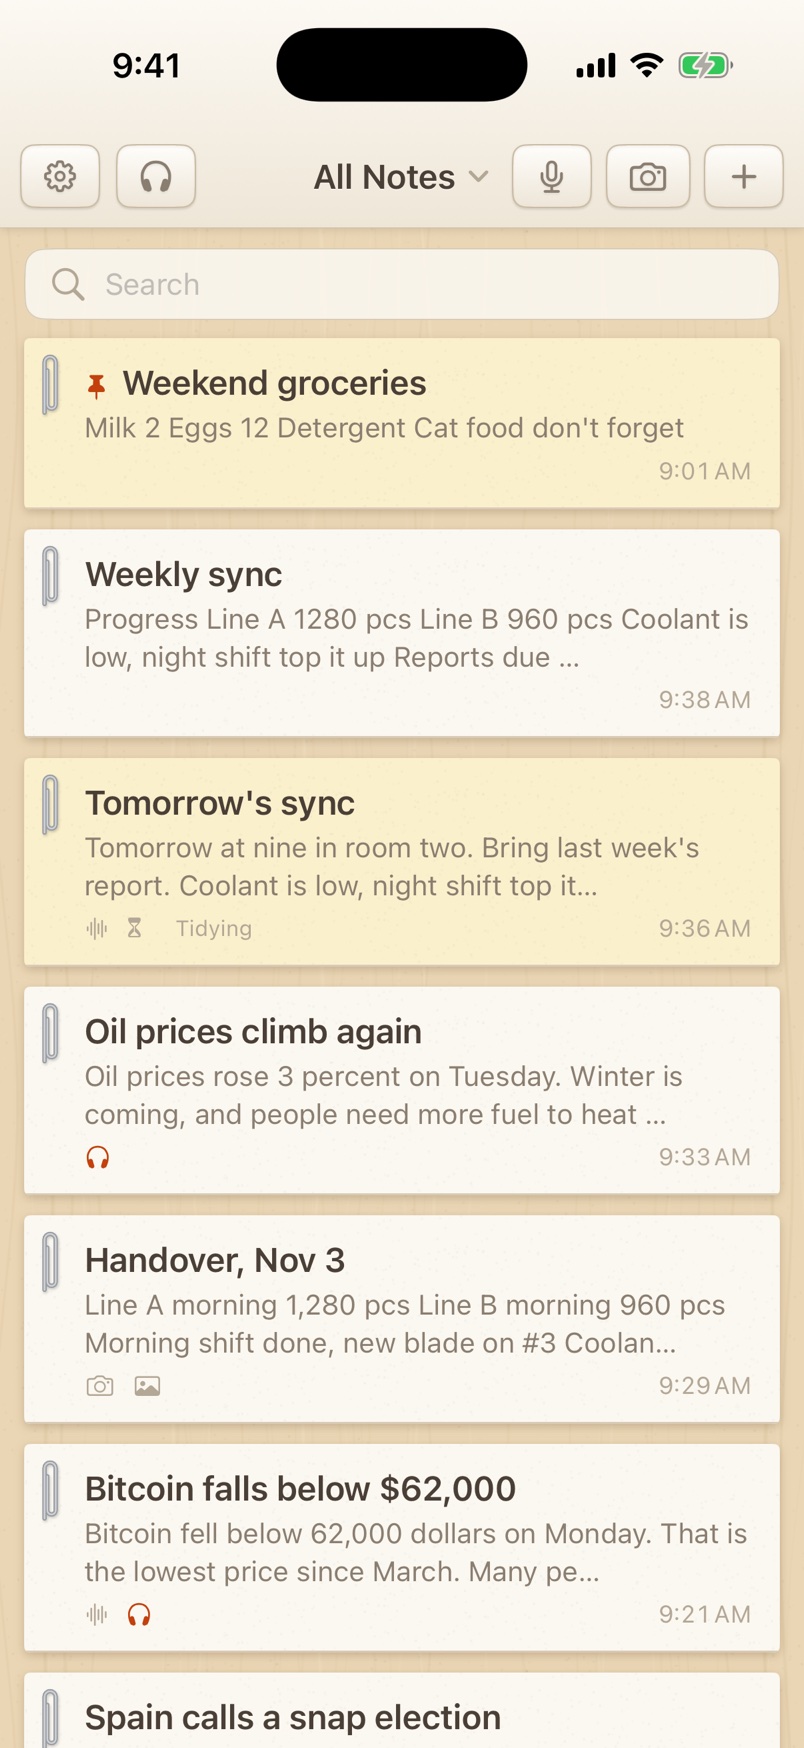 9:41
All Notes
Search
Weekend groceries
Milk 2 Eggs 12 Detergent Cat food don't forget
9:01 AM
Weekly sync
Progress Line A 1280 pcs Line B 960 pcs Coolant is
low, night shift top it up Reports due ...
9:38 AM
Tomorrow's sync
Tomorrow at nine in room two. Bring last week's
report. Coolant is low, night shift top it...
Tidying 9:36 AM
Oil prices climb again
Oil prices rose 3 percent on Tuesday. Winter is
coming, and people need more fuel to heat ...
9:33 AM
Handover, Nov 3
Line A morning 1,280 pcs Line B morning 960 pcs
Morning shift done, new blade on #3 Coolan...
9:29 AM
Bitcoin falls below $62,000
Bitcoin fell below 62,000 dollars on Monday. That is
the lowest price since March. Many pe...
9:21 AM
Spain calls a snap election